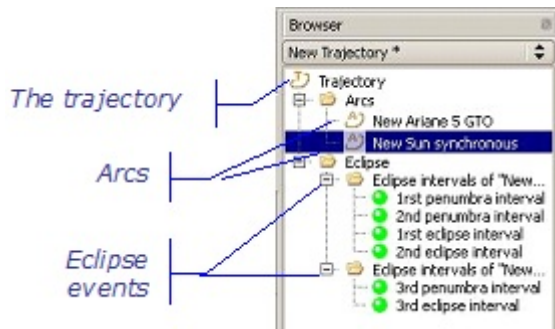 Browser
New Trajectory *
Trajectory
Arcs
New Ariane 5 GTO
New Sun synchronous
Eclipse
Eclipse intervals of "New...
1rst penumbra interval
2nd penumbra interval
1rst eclipse interval
2nd eclipse interval
Eclipse intervals of "New...
3rd penumbra interval
3rd eclipse interval
The trajectory
Arcs
Eclipse
events